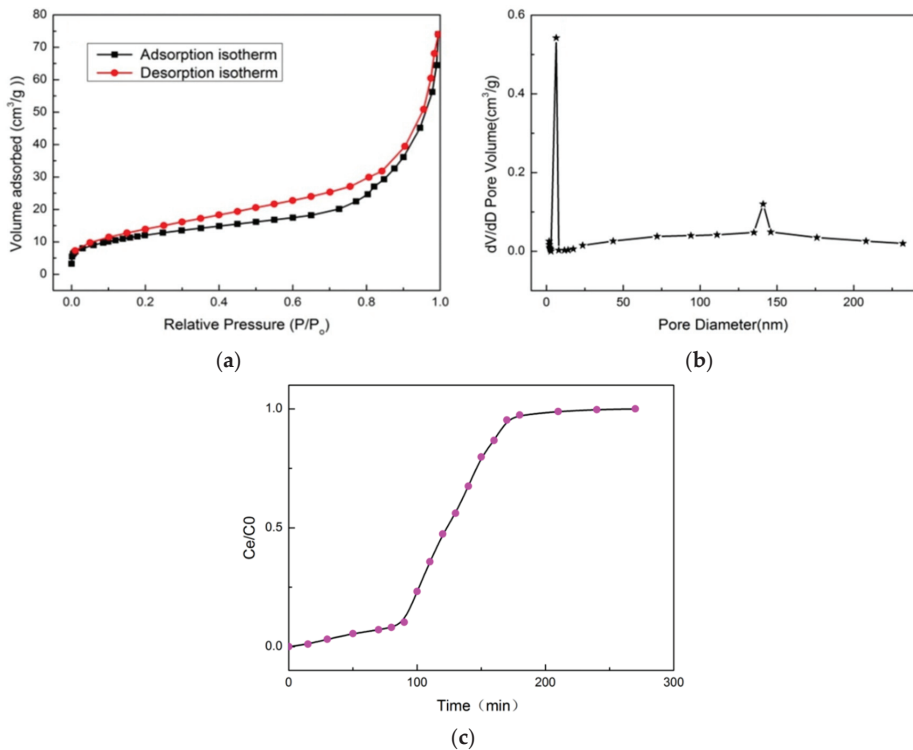 80
70
60
50
40
30
20
10
0
Volume adsorbed (cm³/g ))
Adsorption isotherm
Desorption isotherm
0.0 0.2 0.4 0.6 0.8 1.0
Relative Pressure (P/Pₒ)
(a)
0.6
0.4
0.2
0.0
dV/dD Pore Volume(cm³/g)
0 50 100 150 200
Pore Diameter(nm)
(b)
1.0
0.5
0.0
Ce/C0
0 100 200 300
Time（min）
(c)